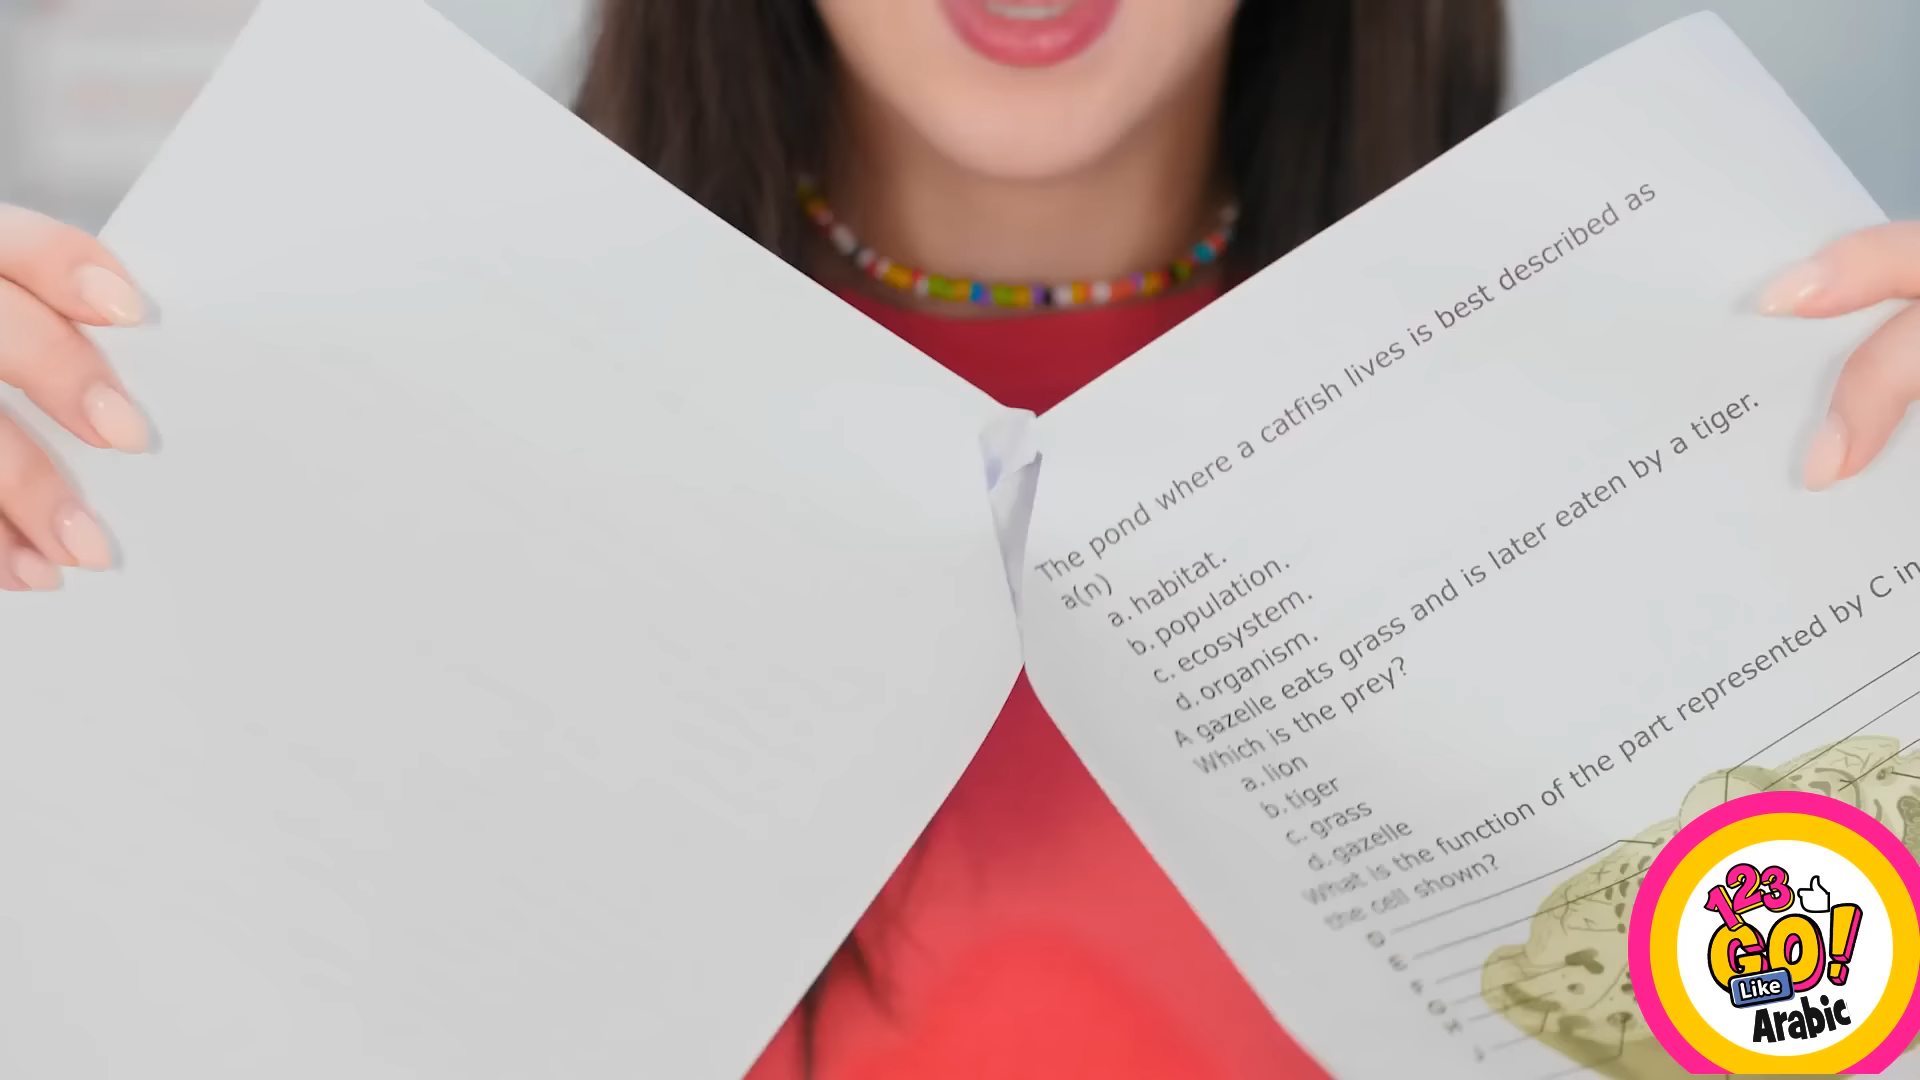 The pond where a catfish lives is best described as
a(n)
a. habitat.
b. population.
c. ecosystem.
d. organism.
A gazelle eats grass and is later eaten by a tiger.
Which is the prey?
a. lion
b. tiger
c. grass
d. gazelle
What is the function of the part represented by C in
the cell shown?
123
GO!
Like
Arabic